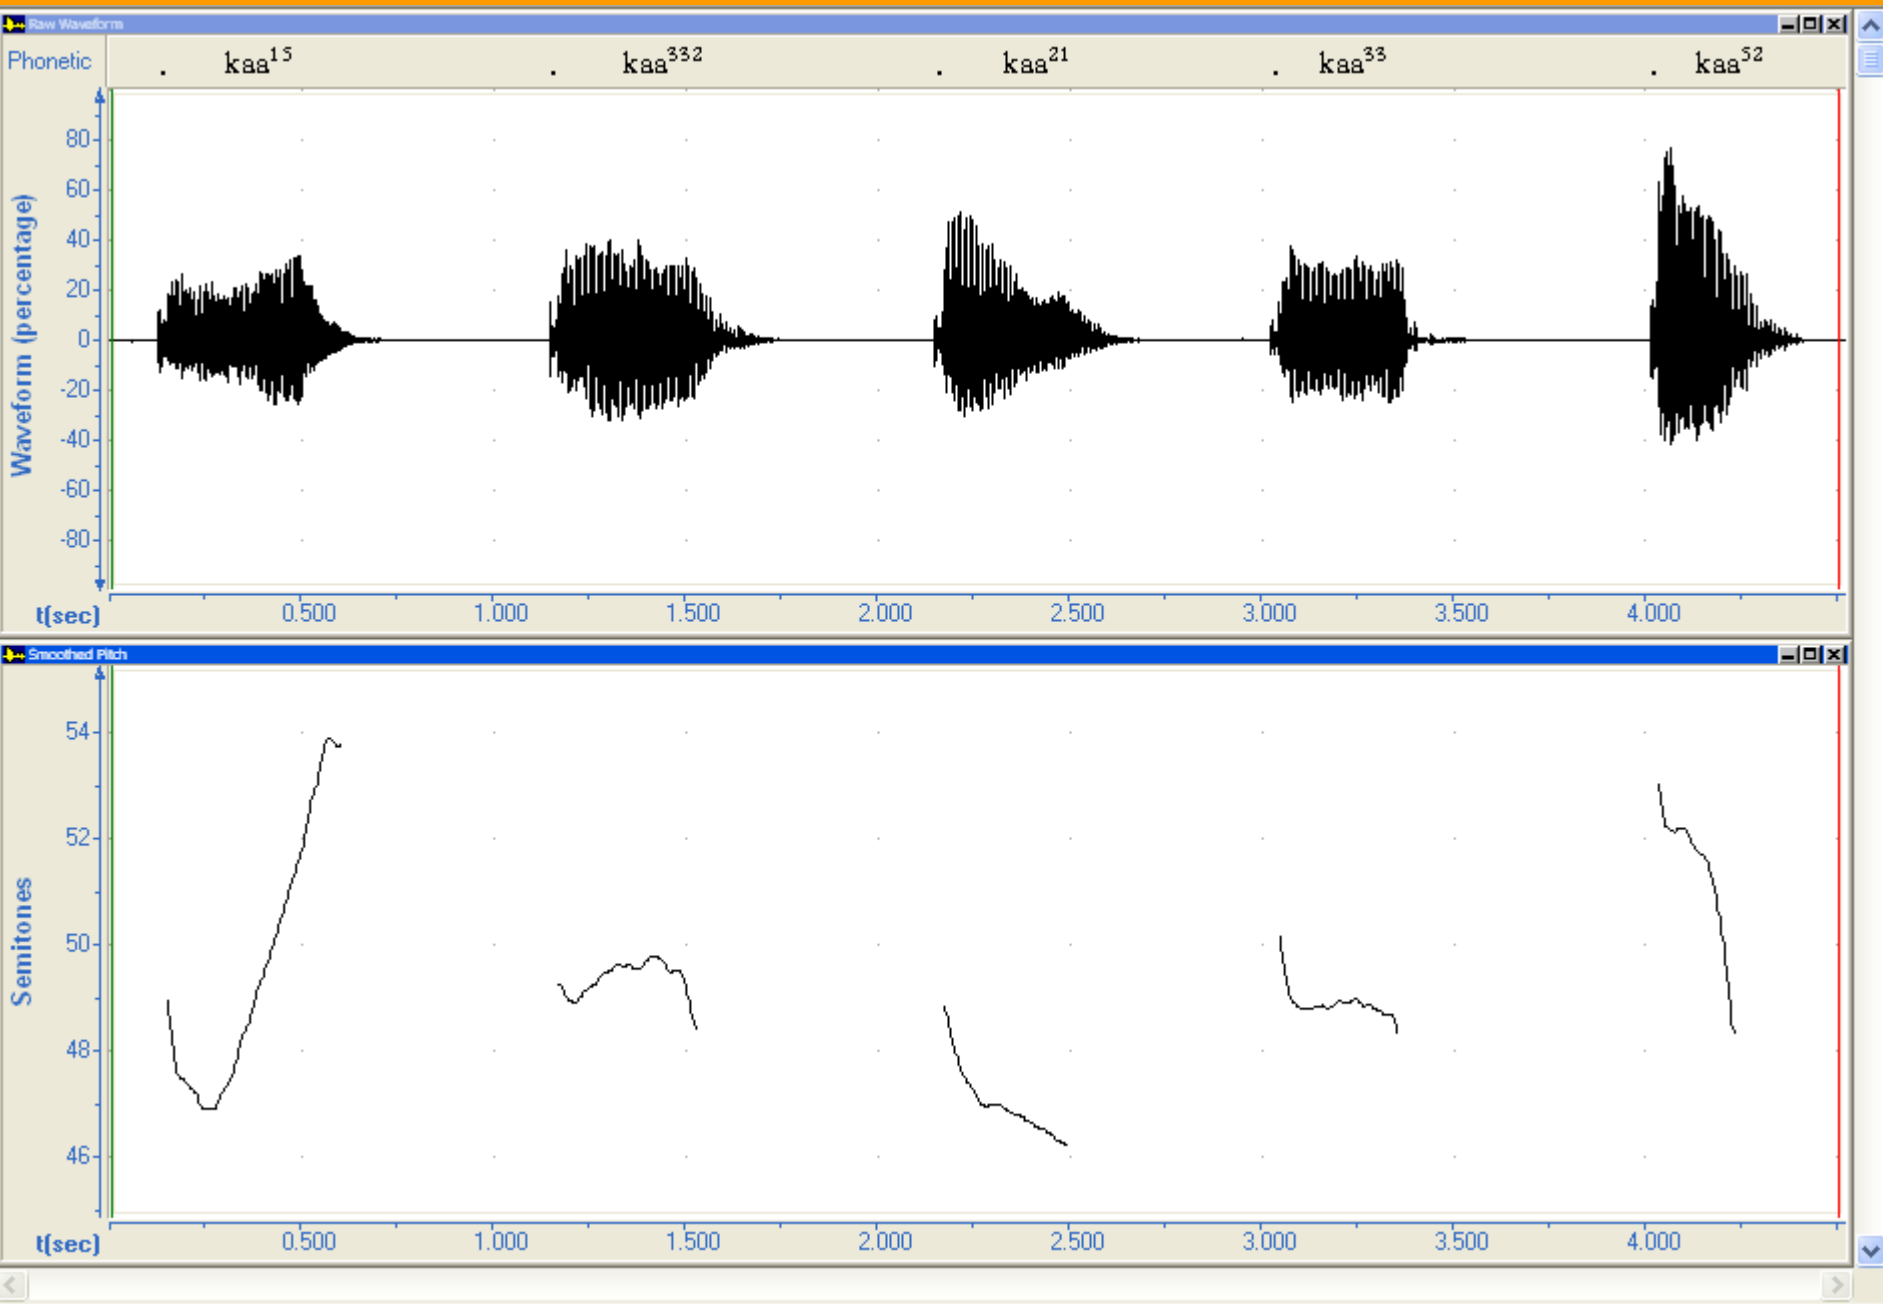 Raw Waveform
Phonetic . kaa¹⁵ . kaa³³² . kaa²¹ . kaa³³ . kaa⁵²
Waveform (percentage)
80
60
40
20
0
-20
-40
-60
-80
t(sec) 0.500 1.000 1.500 2.000 2.500 3.000 3.500 4.000
Smoothed Pitch
Semitones
54
52
50
48
46
t(sec) 0.500 1.000 1.500 2.000 2.500 3.000 3.500 4.000